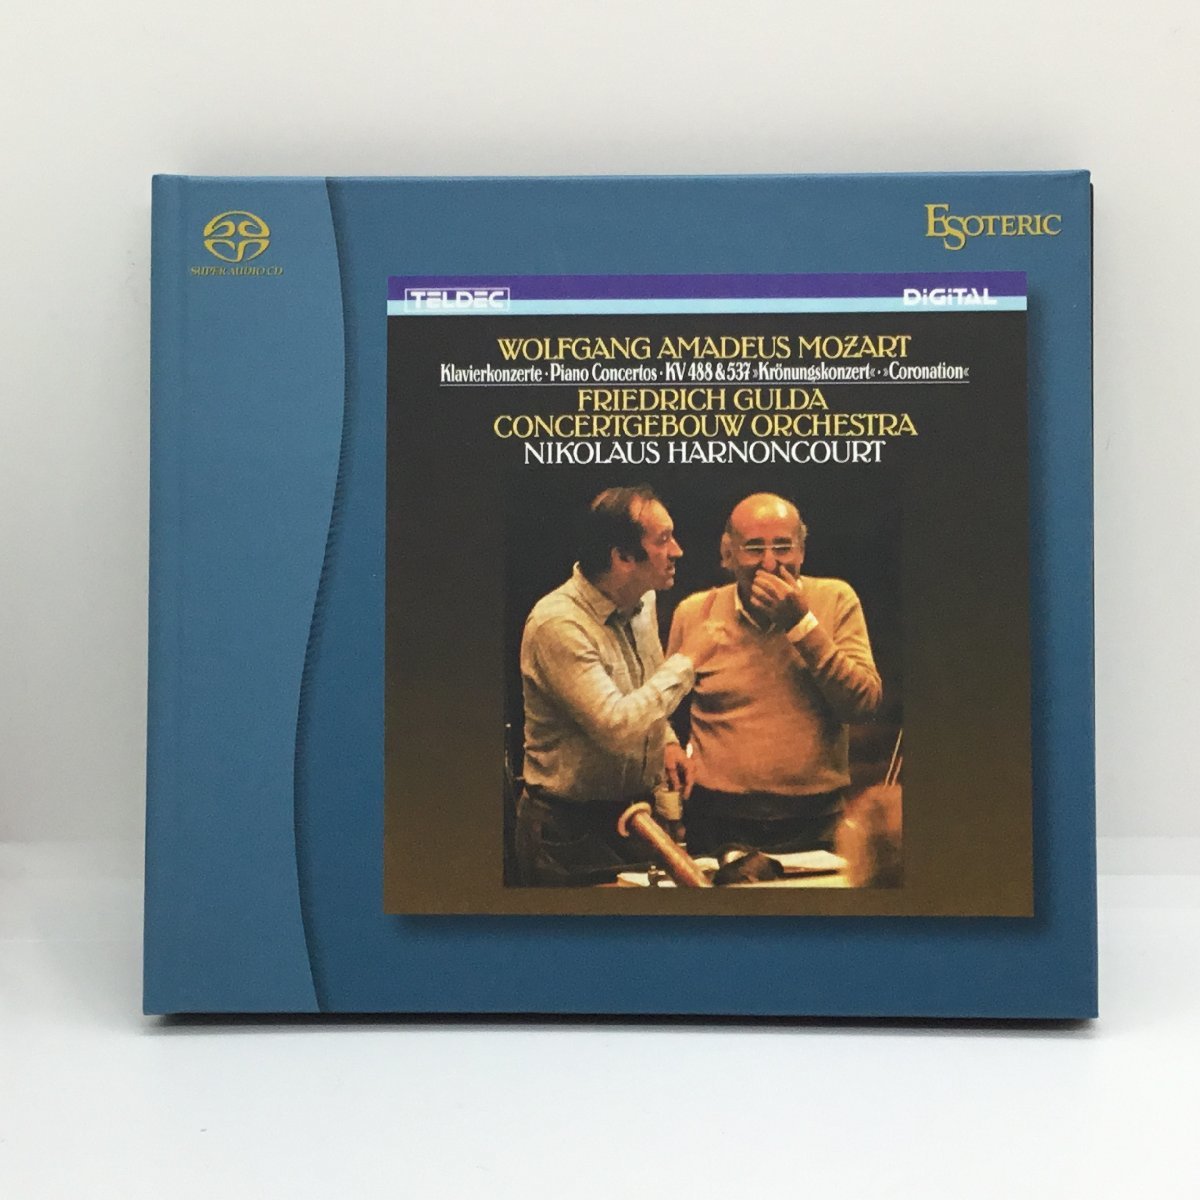 SUPER AUDIO CD
ESOTERIC
TELDEC
DiGiTAL
WOLFGANG AMADEUS MOZART
Klavierkonzerte · Piano Concertos · KV 488 & 537 »Krönungskonzert« · »Coronation«
FRIEDRICH GULDA
CONCERTGEBOUW ORCHESTRA
NIKOLAUS HARNONCOURT